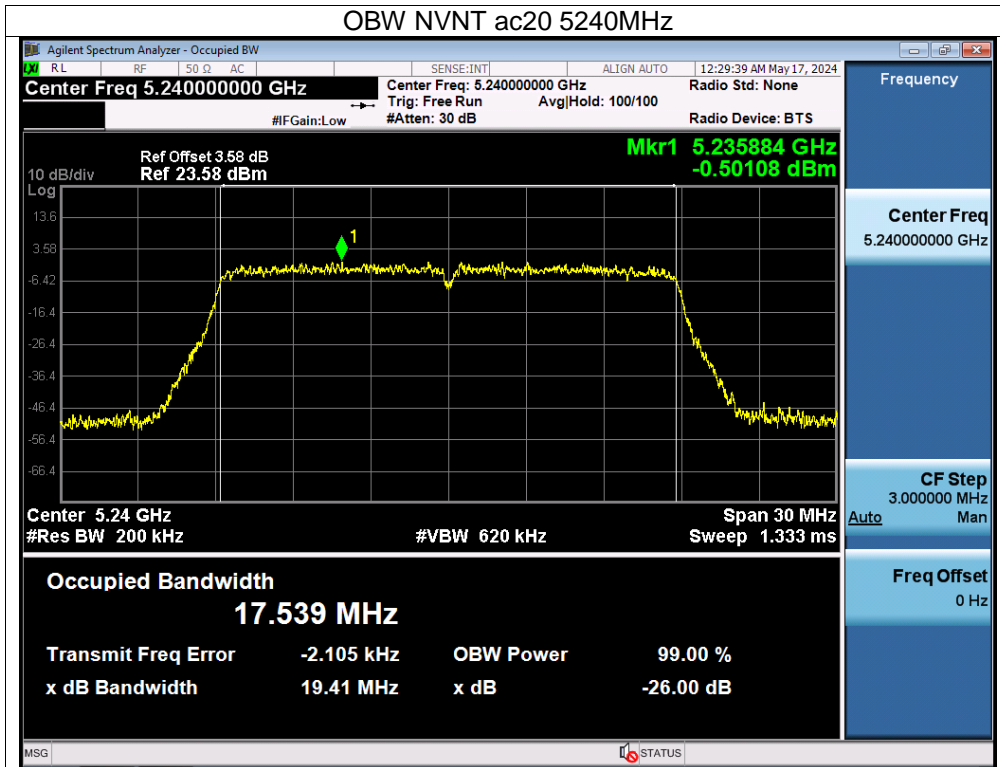 OBW NVNT ac20 5240MHz
Agilent Spectrum Analyzer - Occupied BW
LXI RL RF 50 Ω AC SENSE:INT ALIGN AUTO 12:29:39 AM May 17, 2024
Center Freq 5.240000000 GHz
Center Freq: 5.240000000 GHz
Radio Std: None
Trig: Free Run Avg|Hold: 100/100
#IFGain:Low
#Atten: 30 dB
Radio Device: BTS
Frequency
Mkr1 5.235884 GHz
-0.50108 dBm
Ref Offset 3.58 dB
10 dB/div Ref 23.58 dBm
Log
13.6
3.58
-6.42
-16.4
-26.4
-36.4
-46.4
-56.4
-66.4
1
Center Freq
5.240000000 GHz
Center 5.24 GHz
Span 30 MHz
#Res BW 200 kHz
#VBW 620 kHz
Sweep 1.333 ms
CF Step
3.000000 MHz
Auto Man
Occupied Bandwidth
17.539 MHz
Transmit Freq Error -2.105 kHz OBW Power 99.00 %
x dB Bandwidth 19.41 MHz x dB -26.00 dB
Freq Offset
0 Hz
MSG STATUS